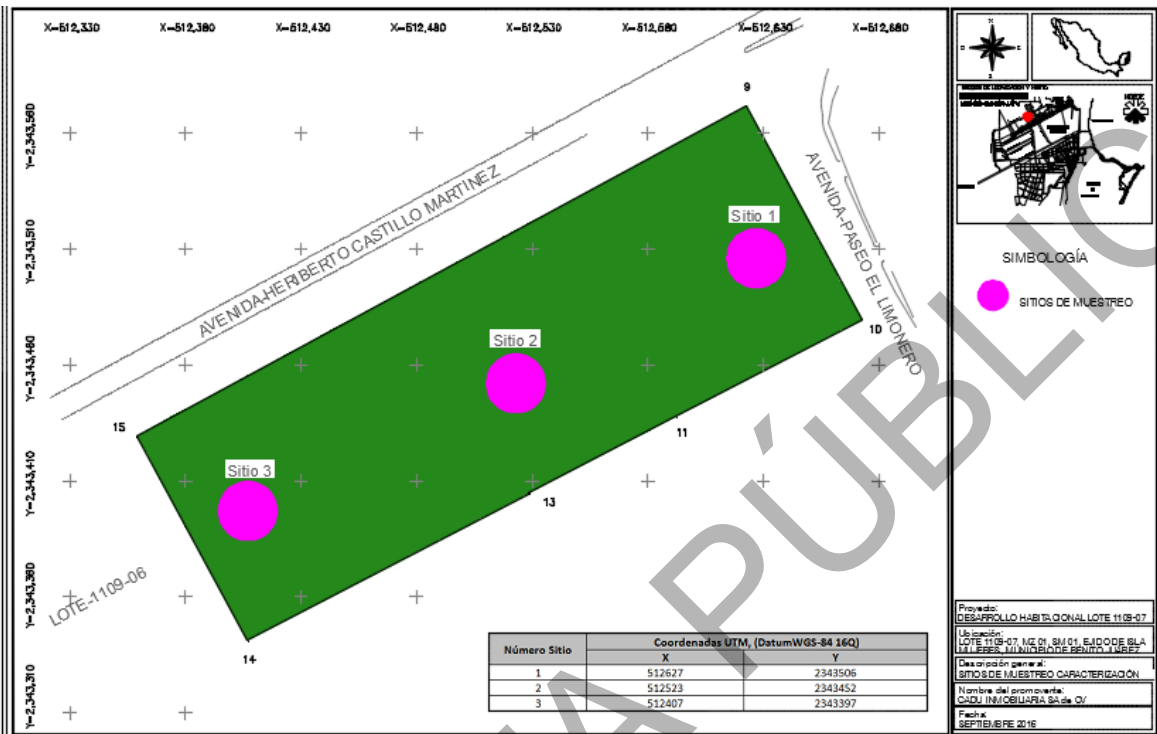 X=512,330 X=512,380 X=512,430 X=512,480 X=512,530 X=512,580 X=512,630 X=512,680
Y=2,343,560
Y=2,343,510
Y=2,343,460
Y=2,343,410
Y=2,343,360
Y=2,343,310
9
AVENIDA-HERIBERTO CASTILLO MARTINEZ
AVENIDA-PASEO EL LIMONERO
Sitio 1
10
Sitio 2
11
15
Sitio 3
13
LOTE-1109-06
14
Número Sitio Coordenadas UTM, (DatumWGS-84 16Q)
X Y
1 512627 2343506
2 512523 2343452
3 512407 2343397
NORTE
SIMBOLOGÍA
SITIOS DE MUESTREO
Proyecto:
DESARROLLO HABITACIONAL LOTE 1109-07
Ubicación:
LOTE 1109-07, MZ 01, SM 01, EJIDO DE ISLA
MUJERES, MUNICIPIO DE BENITO JUÁREZ
Descripción general:
SITIOS DE MUESTREO CARACTERIZACIÓN
Nombre del promovente:
CADU INMOBILIARIA SA de CV
Fecha:
SEPTIEMBRE 2016
A PÚBLIC